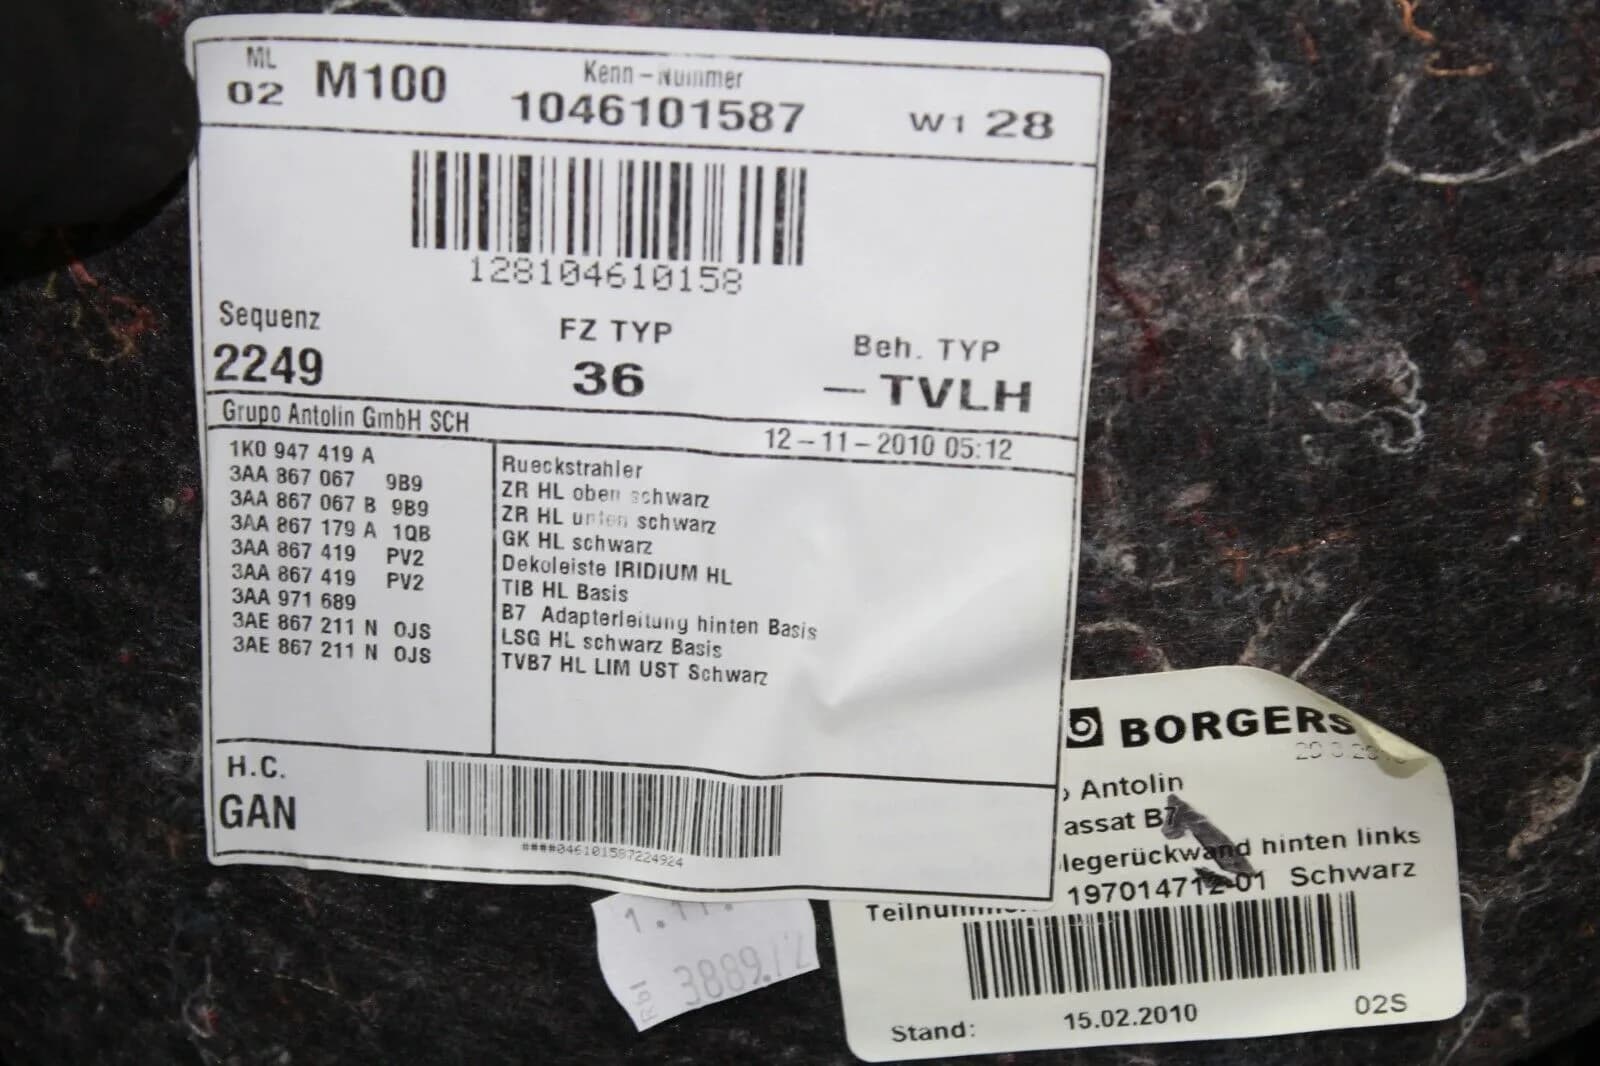 ML
02 M100
Kenn-Nummer
1046101587
W1 28
128104610158
Sequenz
2249
FZ TYP
36
Beh. TYP
- TVLH
Grupo Antolin GmbH SCH
12-11-2010 05:12
1K0 947 419 A
3AA 867 067 9B9
3AA 867 067 B 9B9
3AA 867 179 A 1QB
3AA 867 419 PV2
3AA 867 419 PV2
3AA 971 689
3AE 867 211 N OJS
3AE 867 211 N OJS
Rueckstrahler
ZR HL oben schwarz
ZR HL unten schwarz
GK HL schwarz
Dekoleiste IRIDIUM HL
TIB HL Basis
B7 Adapterleitung hinten Basis
LSG HL schwarz Basis
TVB7 HL LIM UST Schwarz
H.C.
GAN
####046101587224924
BORGERS
Antolin
assat B7
legerückwand hinten links
197014712-01 Schwarz
Stand: 15.02.2010 02S
1.11.
3889.12